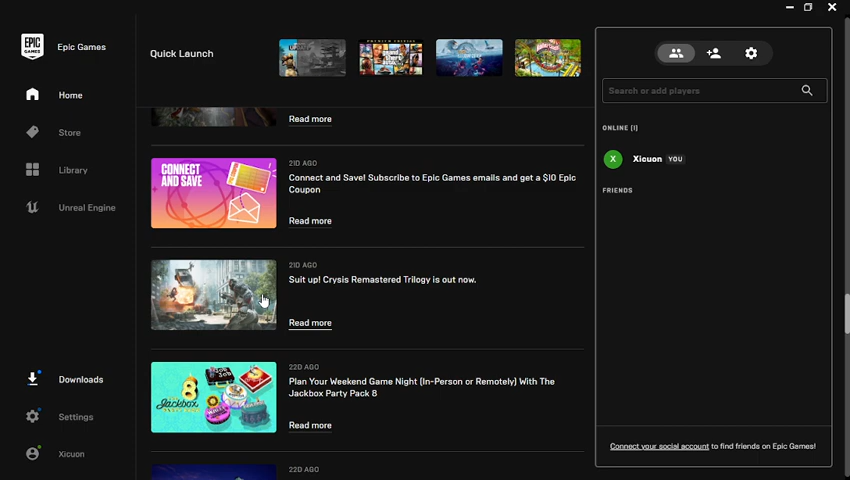 EPIC
GAMES
Epic Games
Home
Store
Library
Unreal Engine
Downloads
Settings
Xicuon
Quick Launch
Read more
CONNECT
AND SAVE
21D AGO
Connect and Save! Subscribe to Epic Games emails and get a $10 Epic
Coupon
Read more
21D AGO
Suit up! Crysis Remastered Trilogy is out now.
Read more
22D AGO
Plan Your Weekend Game Night (In-Person or Remotely) With The
Jackbox Party Pack 8
Read more
22D AGO
Search or add players
ONLINE (1)
X
Xicuon YOU
FRIENDS
Connect your social account to find friends on Epic Games!